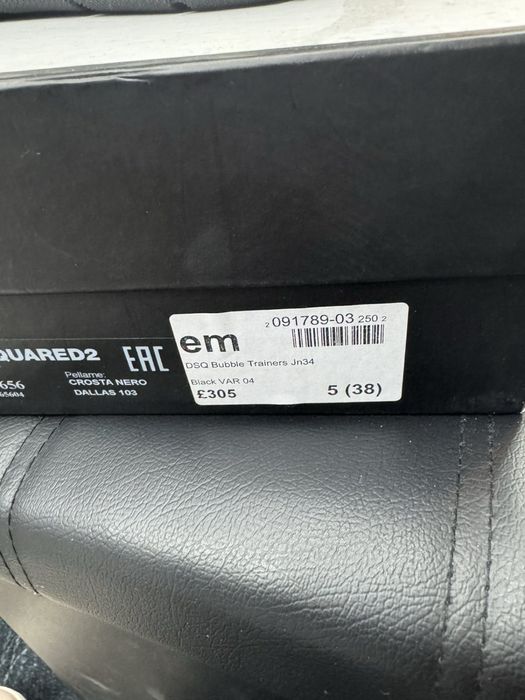 QUARED2
EAC
Pellame:
CROSTA NERO
DALLAS 103
656
65604
em
2 091789-03 250 2
DSQ Bubble Trainers Jn34
Black VAR 04
£305
5 (38)